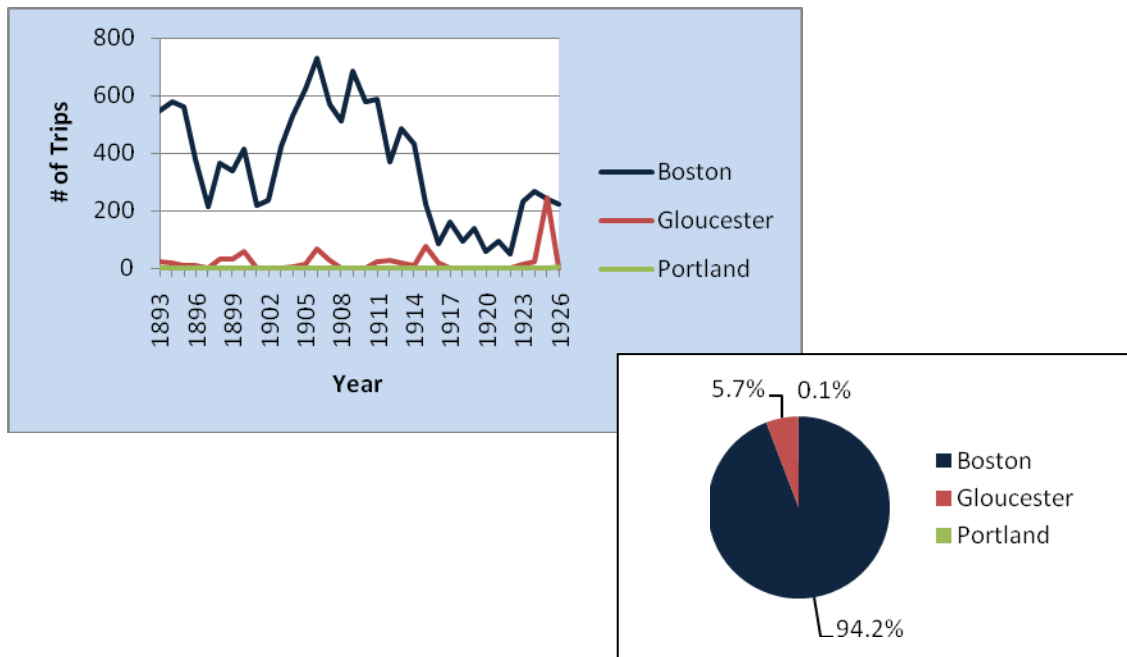 800
600
400
200
0
# of Trips
1893
1896
1899
1902
1905
1908
1911
1914
1917
1920
1923
1926
Year
Boston
Gloucester
Portland
5.7%
0.1%
94.2%
Boston
Gloucester
Portland